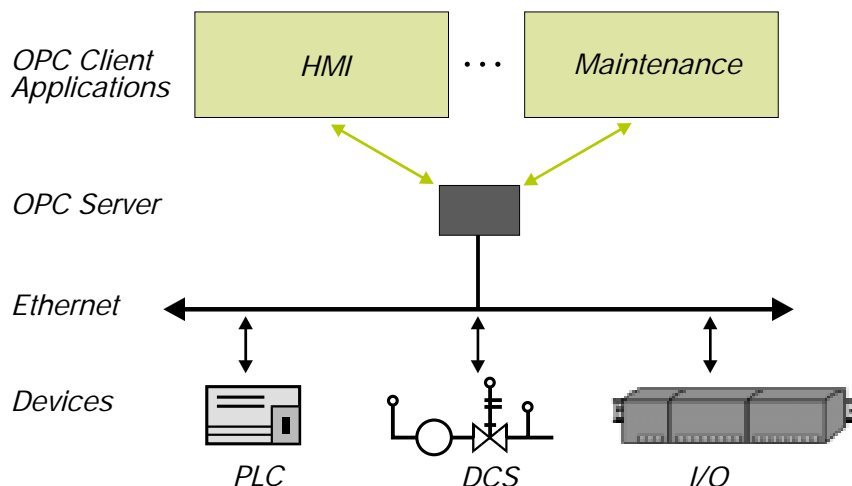 OPC Client
Applications
HMI
...
Maintenance
OPC Server
Ethernet
Devices
PLC
DCS
I/O